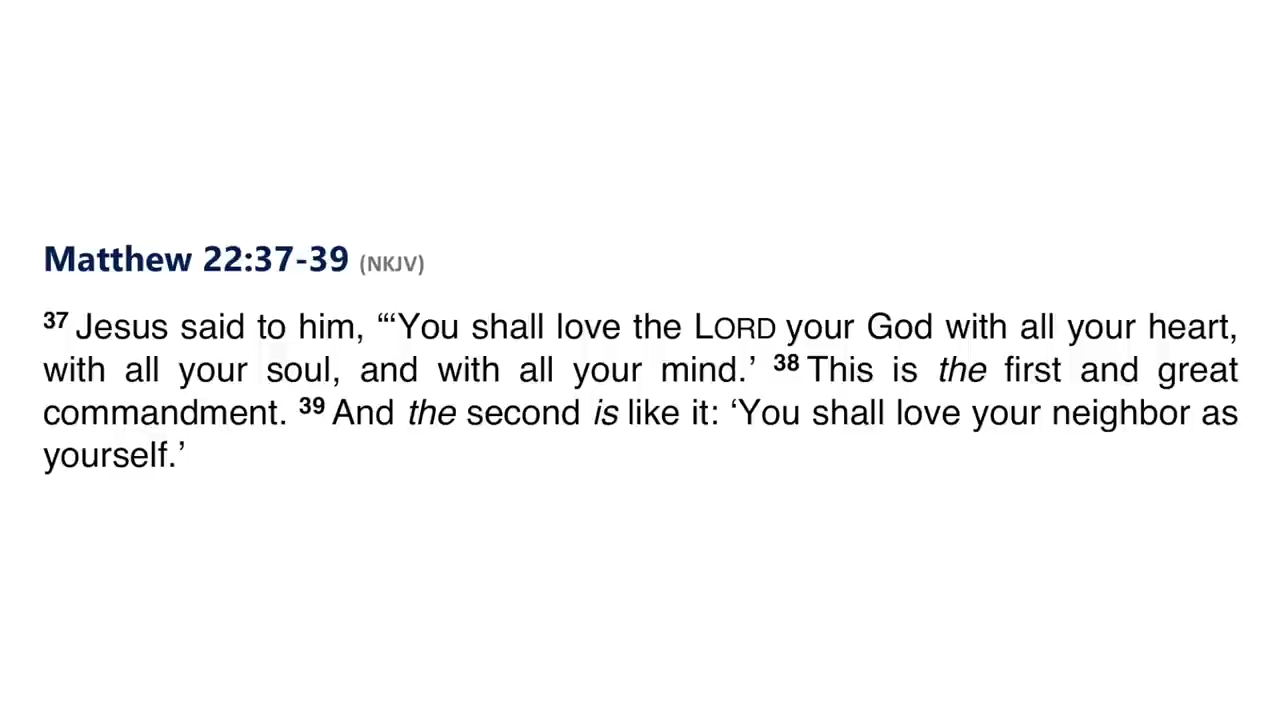 Matthew 22:37-39 (NKJV)
37 Jesus said to him, “‘You shall love the LORD your God with all your heart,
with all your soul, and with all your mind.’ 38 This is the first and great
commandment. 39 And the second is like it: ‘You shall love your neighbor as
yourself.’